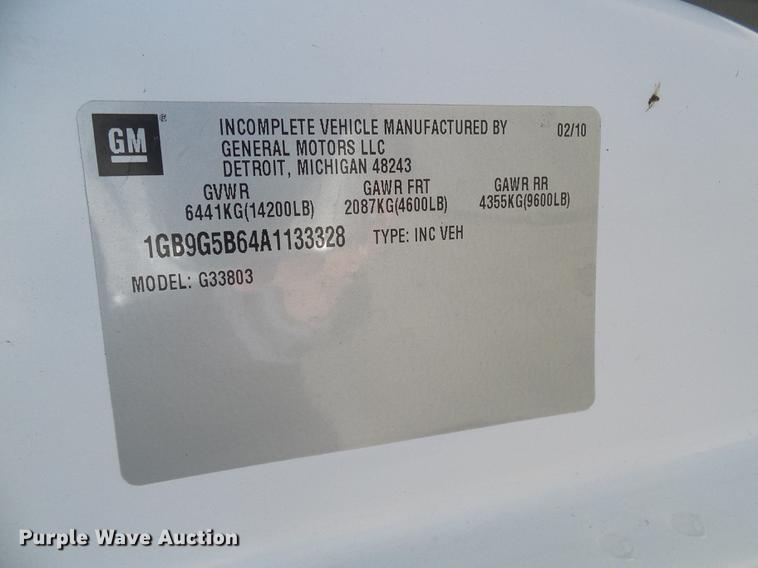 GM®
INCOMPLETE VEHICLE MANUFACTURED BY 02/10
GENERAL MOTORS LLC
DETROIT, MICHIGAN 48243
GVWR GAWR FRT GAWR RR
6441KG(14200LB) 2087KG(4600LB) 4355KG(9600LB)
1GB9G5B64A1133328 TYPE: INC VEH
MODEL: G33803
Purple Wave Auction